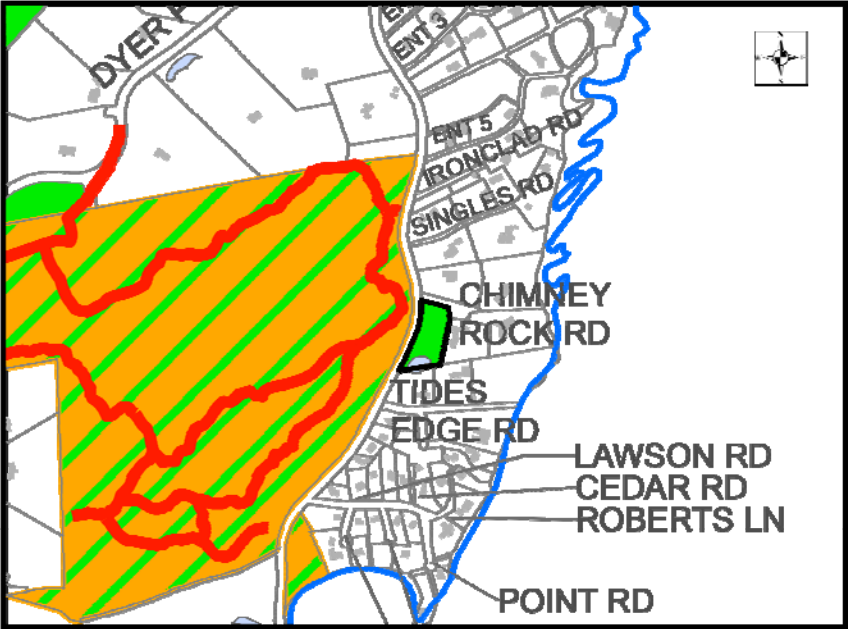 DYER
ENT 3
ENT 5
IRONCLAD RD
SINGLES RD
CHIMNEY
ROCK RD
TIDES
EDGE RD
LAWSON RD
CEDAR RD
ROBERTS LN
POINT RD